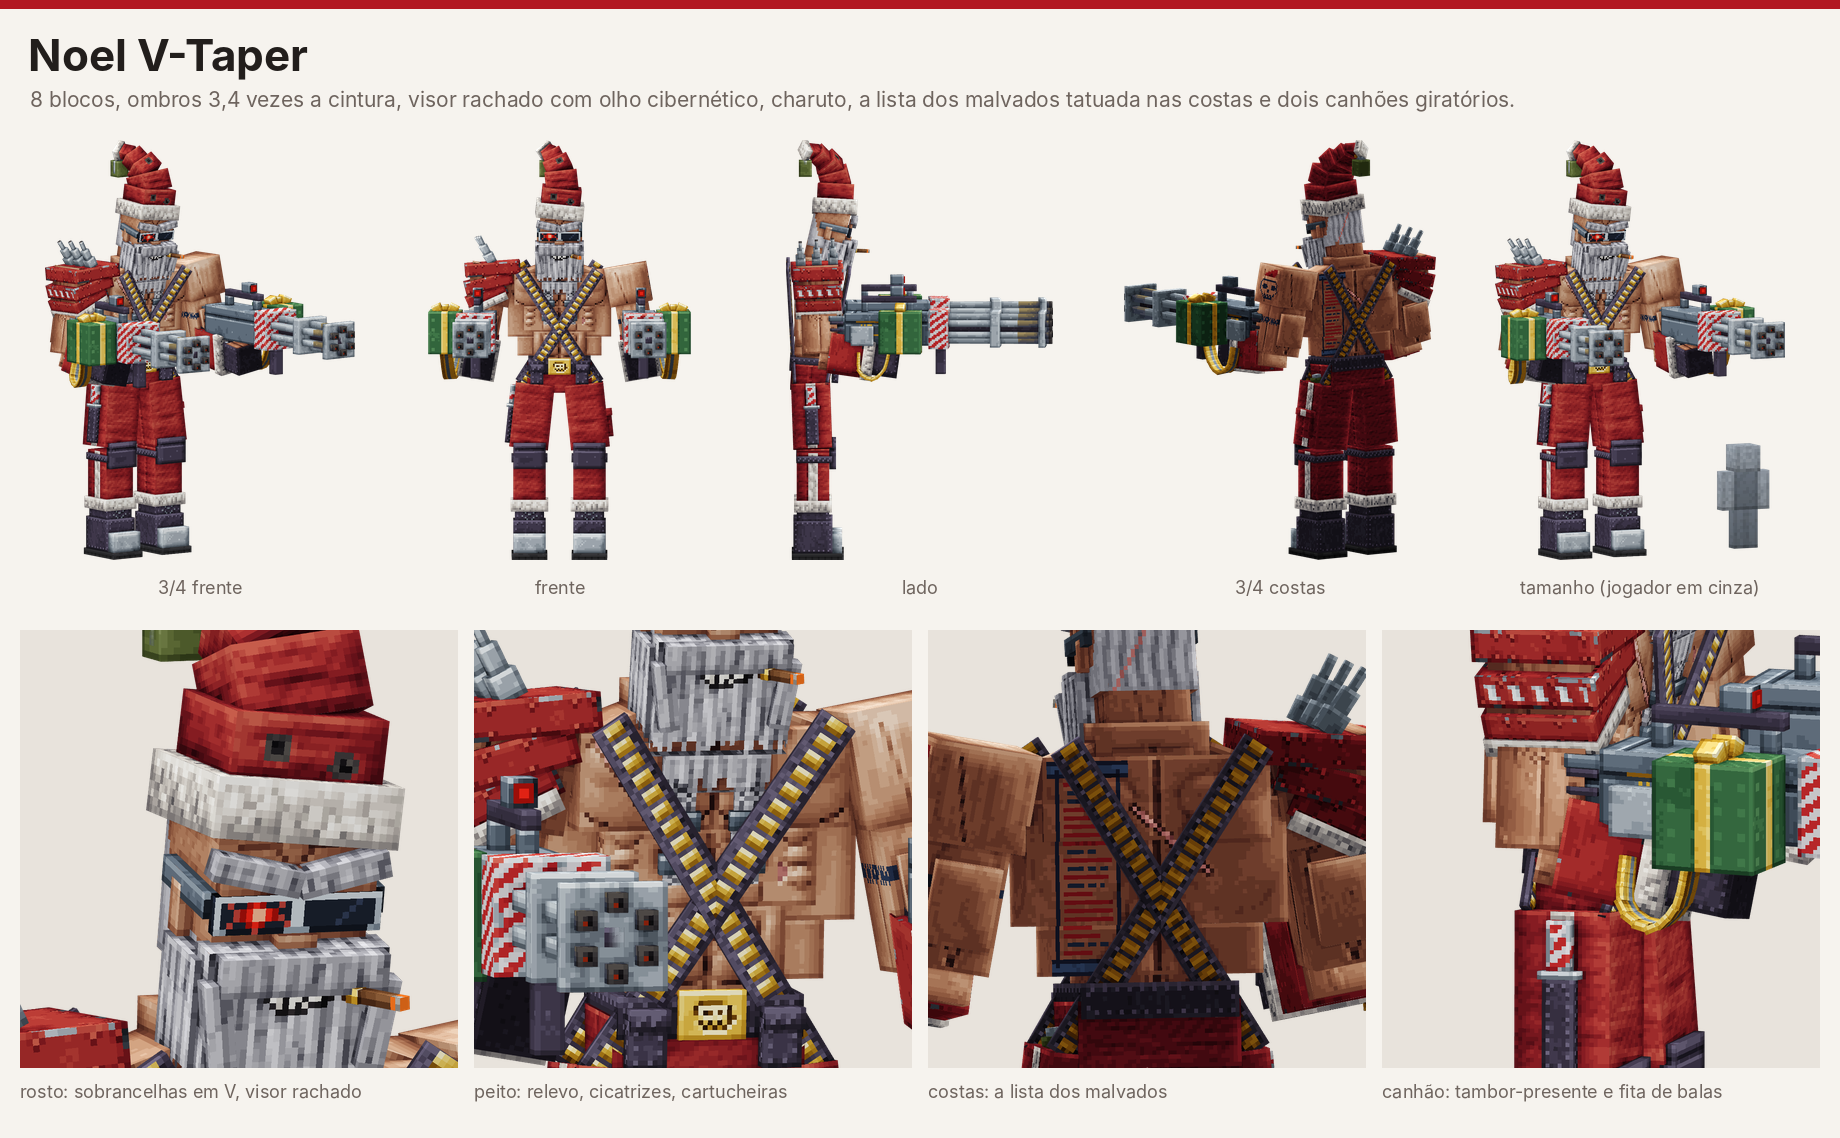 Noel V-Taper
8 blocos, ombros 3,4 vezes a cintura, visor rachado com olho cibernético, charuto, a lista dos malvados tatuada nas costas e dois canhões giratórios.
3/4 frente
frente
lado
3/4 costas
tamanho (jogador em cinza)
rosto: sobrancelhas em V, visor rachado
peito: relevo, cicatrizes, cartucheiras
costas: a lista dos malvados
canhão: tambor-presente e fita de balas